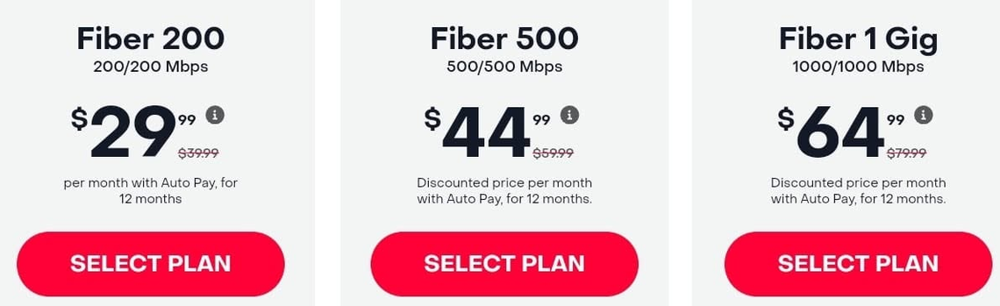 Fiber 200
200/200 Mbps
$29.99
$39.99
per month with Auto Pay, for
12 months
SELECT PLAN
Fiber 500
500/500 Mbps
$44.99
$59.99
Discounted price per month
with Auto Pay, for 12 months.
SELECT PLAN
Fiber 1 Gig
1000/1000 Mbps
$64.99
$79.99
Discounted price per month
with Auto Pay, for 12 months.
SELECT PLAN